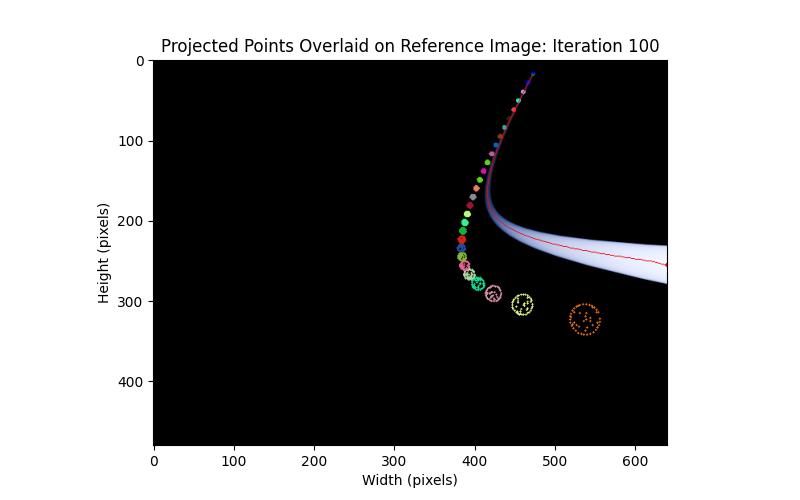 Projected Points Overlaid on Reference Image: Iteration 100
0
100
200
300
400
Height (pixels)
0 100 200 300 400 500 600
Width (pixels)